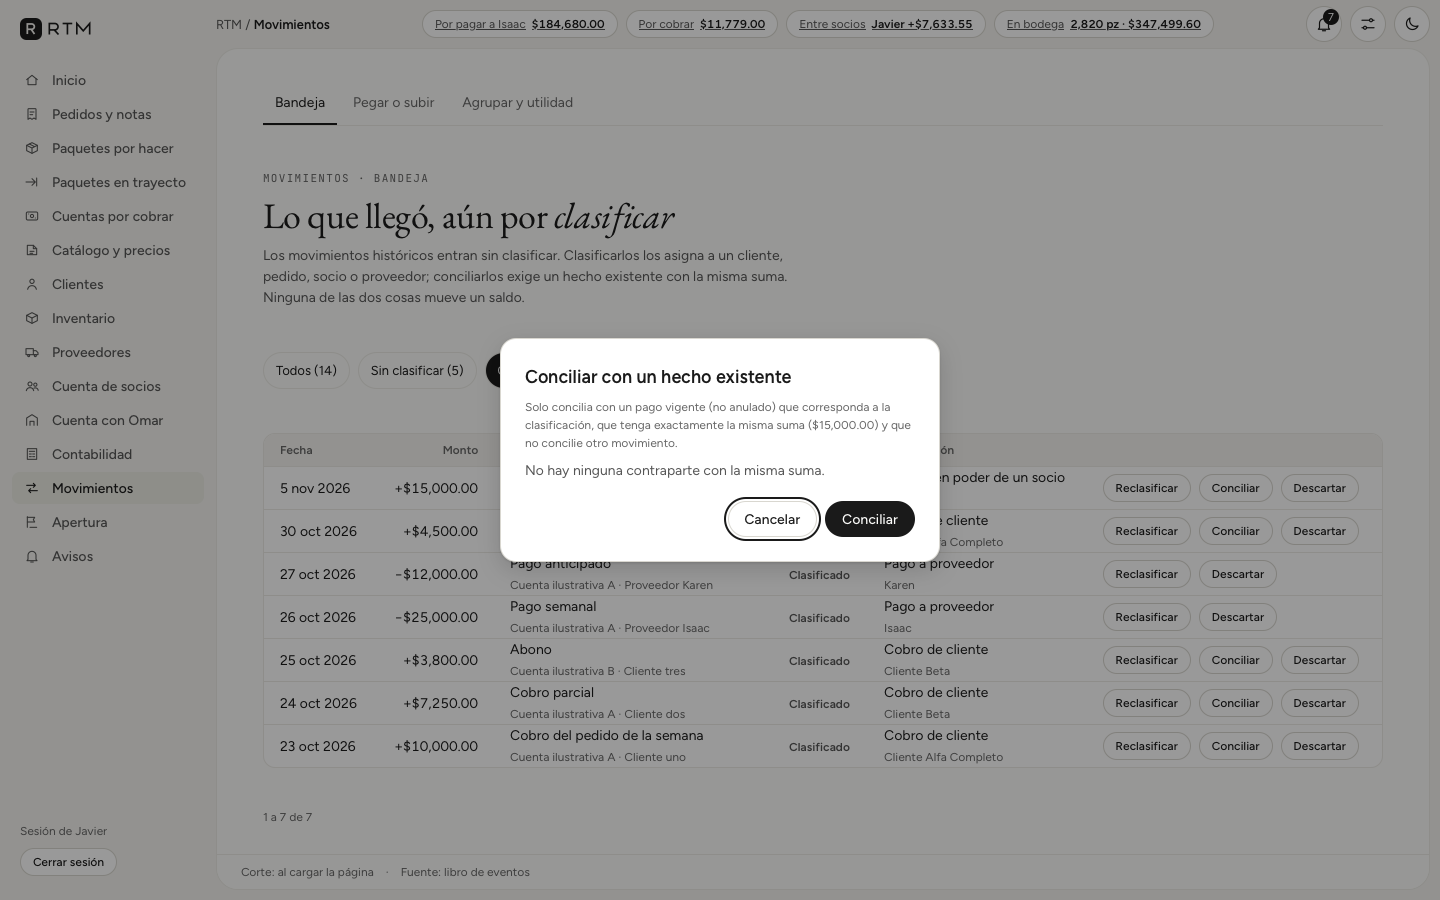 R RTM
RTM / Movimientos
Por pagar a Isaac $184,680.00
Por cobrar $11,779.00
Entre socios Javier +$7,633.55
En bodega 2,820 pz · $347,499.60
7
Inicio
Pedidos y notas
Paquetes por hacer
Paquetes en trayecto
Cuentas por cobrar
Catálogo y precios
Clientes
Inventario
Proveedores
Cuenta de socios
Cuenta con Omar
Contabilidad
Movimientos
Apertura
Avisos
Sesión de Javier
Cerrar sesión
Bandeja Pegar o subir Agrupar y utilidad
MOVIMIENTOS · BANDEJA
Lo que llegó, aún por clasificar
Los movimientos históricos entran sin clasificar. Clasificarlos los asigna a un cliente,
pedido, socio o proveedor; conciliarlos exige un hecho existente con la misma suma.
Ninguna de las dos cosas mueve un saldo.
Todos (14) Sin clasificar (5)
Conciliar con un hecho existente
Solo concilia con un pago vigente (no anulado) que corresponda a la
clasificación, que tenga exactamente la misma suma ($15,000.00) y que
no concilie otro movimiento.
No hay ninguna contraparte con la misma suma.
Cancelar Conciliar
Fecha Monto
5 nov 2026 +$15,000.00 en poder de un socio Reclasificar Conciliar Descartar
30 oct 2026 +$4,500.00 cliente Reclasificar Conciliar Descartar
Completo
27 oct 2026 −$12,000.00 Pago anticipado Clasificado Pago a proveedor Reclasificar Descartar
Cuenta ilustrativa A · Proveedor Karen Karen
26 oct 2026 −$25,000.00 Pago semanal Clasificado Pago a proveedor Reclasificar Descartar
Cuenta ilustrativa A · Proveedor Isaac Isaac
25 oct 2026 +$3,800.00 Abono Clasificado Cobro de cliente Reclasificar Conciliar Descartar
Cuenta ilustrativa B · Cliente tres Cliente Beta
24 oct 2026 +$7,250.00 Cobro parcial Clasificado Cobro de cliente Reclasificar Conciliar Descartar
Cuenta ilustrativa A · Cliente dos Cliente Beta
23 oct 2026 +$10,000.00 Cobro del pedido de la semana Clasificado Cobro de cliente Reclasificar Conciliar Descartar
Cuenta ilustrativa A · Cliente uno Cliente Alfa Completo
1 a 7 de 7
Corte: al cargar la página · Fuente: libro de eventos